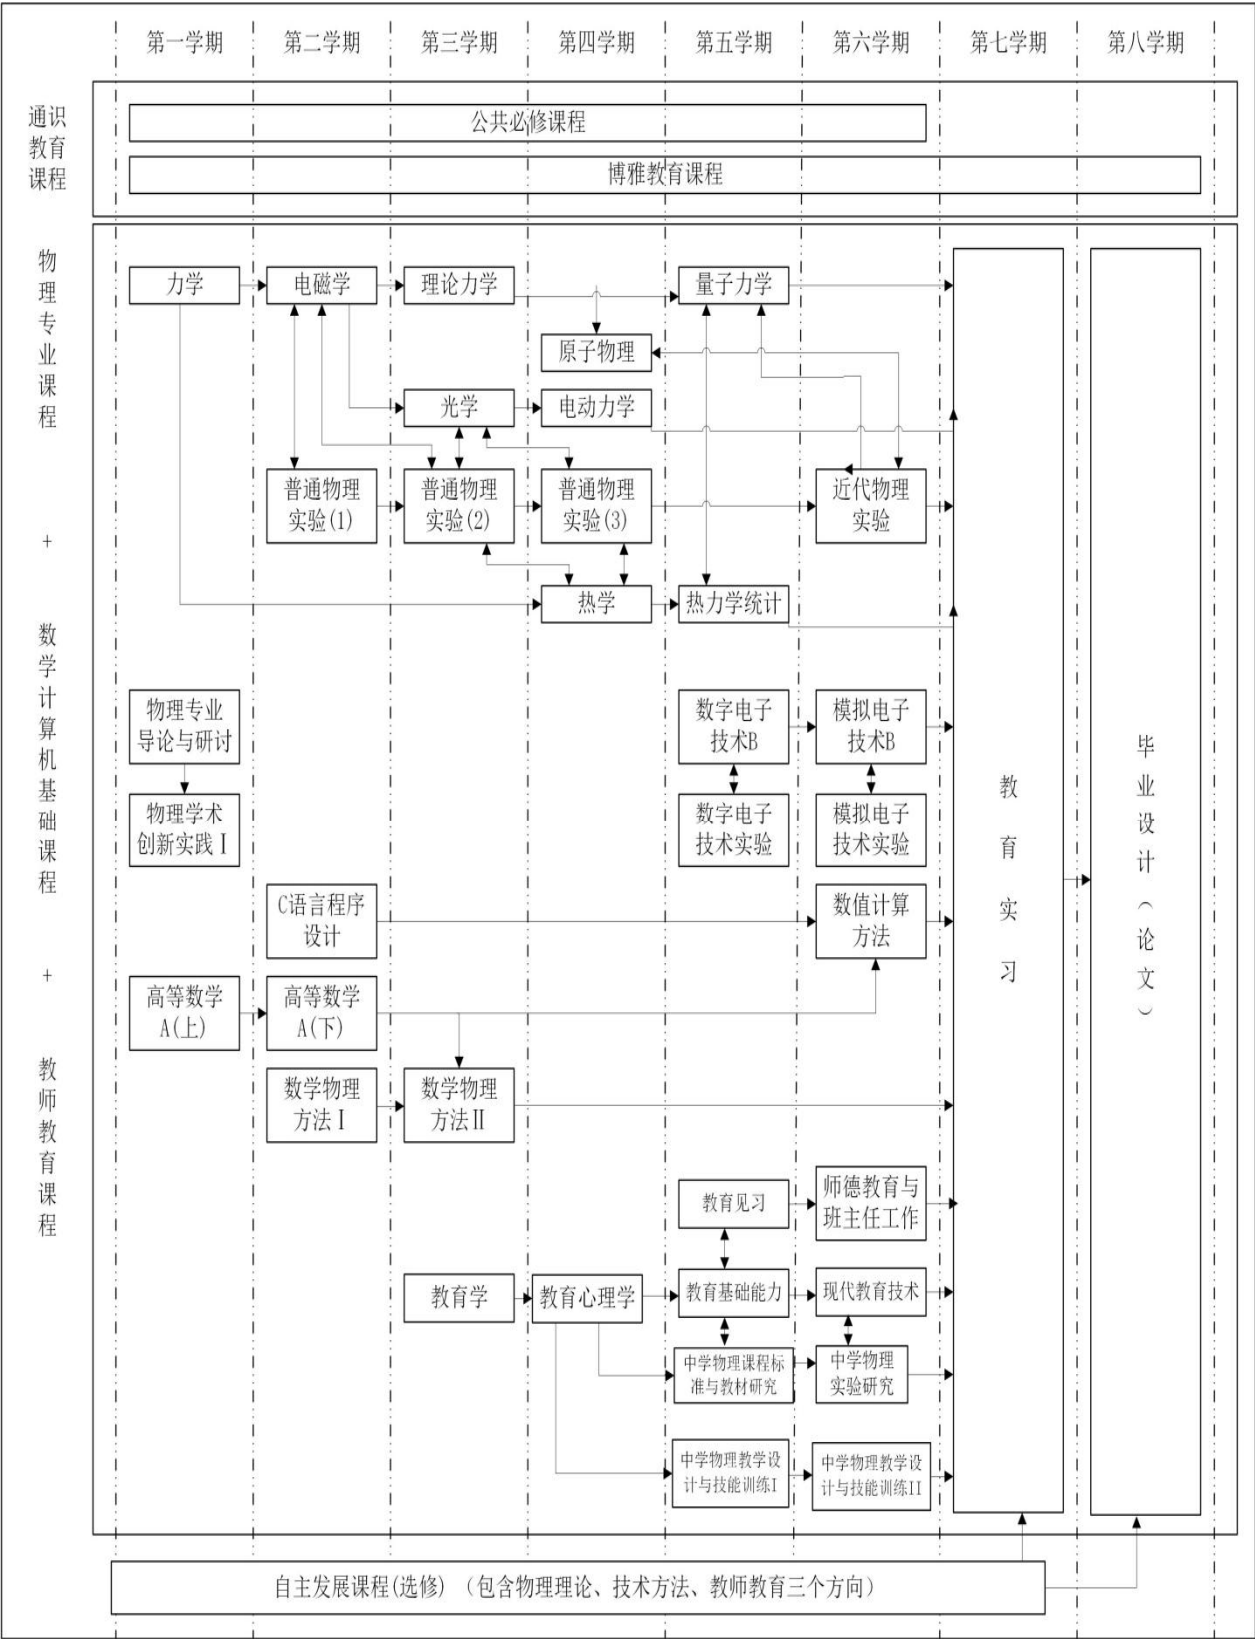 第一学期
第二学期
第三学期
第四学期
第五学期
第六学期
第七学期
第八学期
通识
教育
课程
公共必修课程
博雅教育课程
物
理
专
业
课
程
+
数
学
计
算
机
基
础
课
程
+
教
师
教
育
课
程
力学
电磁学
理论力学
量子力学
原子物理
光学
电动力学
普通物理
实验(1)
普通物理
实验(2)
普通物理
实验(3)
近代物理
实验
热学
热力学统计
物理专业
导论与研讨
数字电子
技术B
模拟电子
技术B
物理学术
创新实践Ⅰ
数字电子
技术实验
模拟电子
技术实验
C语言程序
设计
数值计算
方法
高等数学
A(上)
高等数学
A(下)
数学物理
方法Ⅰ
数学物理
方法Ⅱ
教育见习
师德教育与
班主任工作
教育学
教育心理学
教育基础能力
现代教育技术
中学物理课程标
准与教材研究
中学物理
实验研究
中学物理教学设
计与技能训练I
中学物理教学设
计与技能训练II
教
育
实
习
毕
业
设
计
（
论
文
）
自主发展课程(选修) （包含物理理论、技术方法、教师教育三个方向）